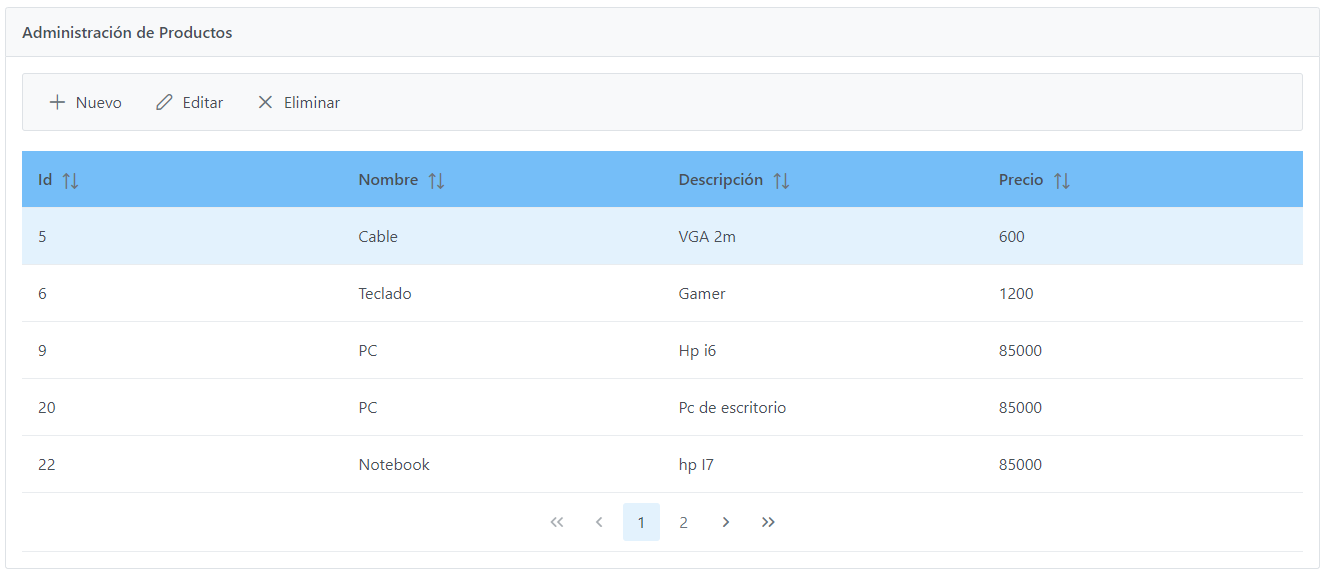 Administración de Productos
Nuevo Editar Eliminar
Id Nombre Descripción Precio
5 Cable VGA 2m 600
6 Teclado Gamer 1200
9 PC Hp i6 85000
20 PC Pc de escritorio 85000
22 Notebook hp I7 85000
1 2